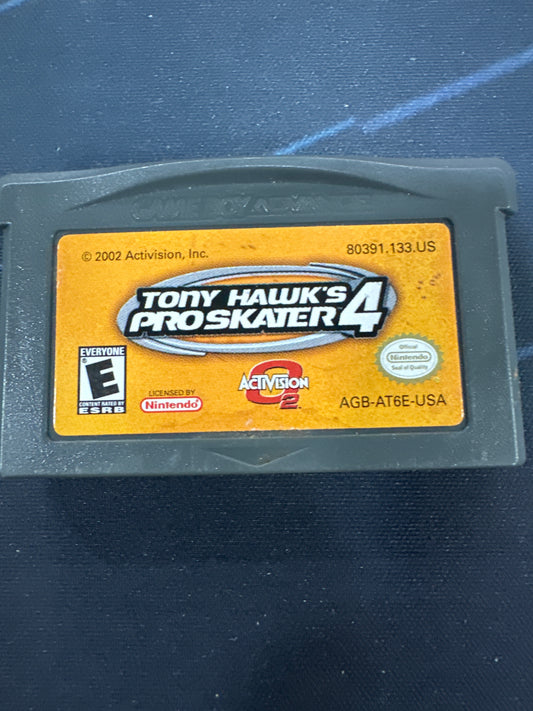 GAME BOY ADVANCE
© 2002 Activision, Inc.
80391.133.US
TONY HAWK'S
PRO SKATER 4
EVERYONE
E
CONTENT RATED BY
ESRB
LICENSED BY
Nintendo
ACTIVISION
O2
Official
Nintendo
Seal of Quality
AGB-AT6E-USA